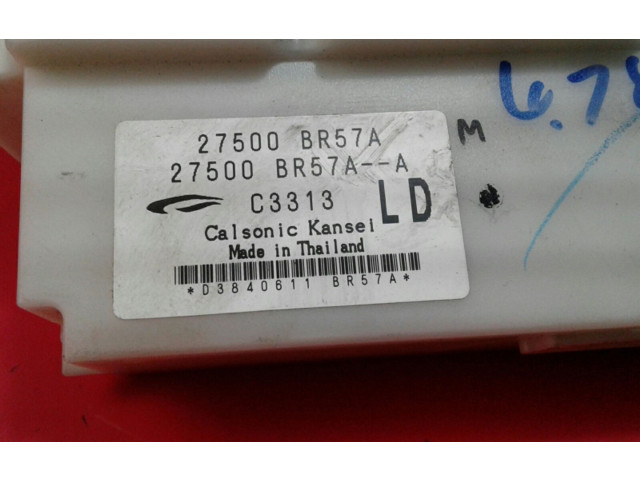 27500 BR57A
27500 BR57A--A
C3313
LD
Calsonic Kansei
Made in Thailand
*D3840611 BR57A*
M
6.78